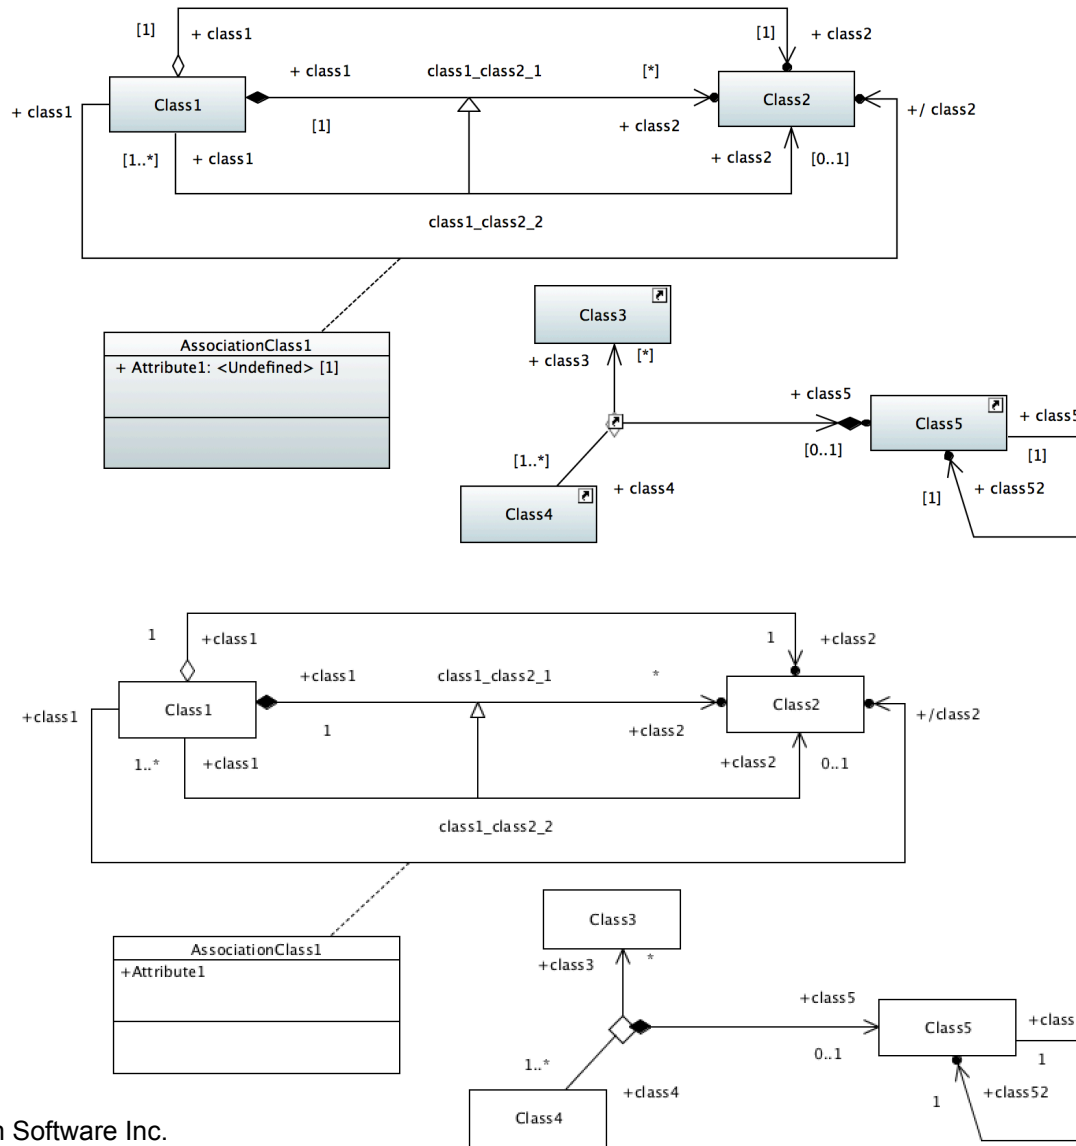 [1]
+ class1
[1]
+ class2
+ class1
class1_class2_1
[*]
Class1
Class2
+ class1
[1]
+ class2
+/ class2
[1..*]
+ class1
+ class2
[0..1]
class1_class2_2
Class3
AssociationClass1
+ Attribute1: <Undefined> [1]
+ class3
[*]
+ class5
Class5
+ class5
[1..*]
[0..1]
[1]
+ class4
[1]
+ class52
Class4
1
+class1
1
+class2
+class1
class1_class2_1
*
Class1
Class2
+class1
1
+class2
+/class2
1..*
+class1
+class2
0..1
class1_class2_2
Class3
AssociationClass1
+Attribute1
+class3
*
+class5
Class5
+class
1..*
0..1
1
+class4
1
+class52
Class4
Software Inc.